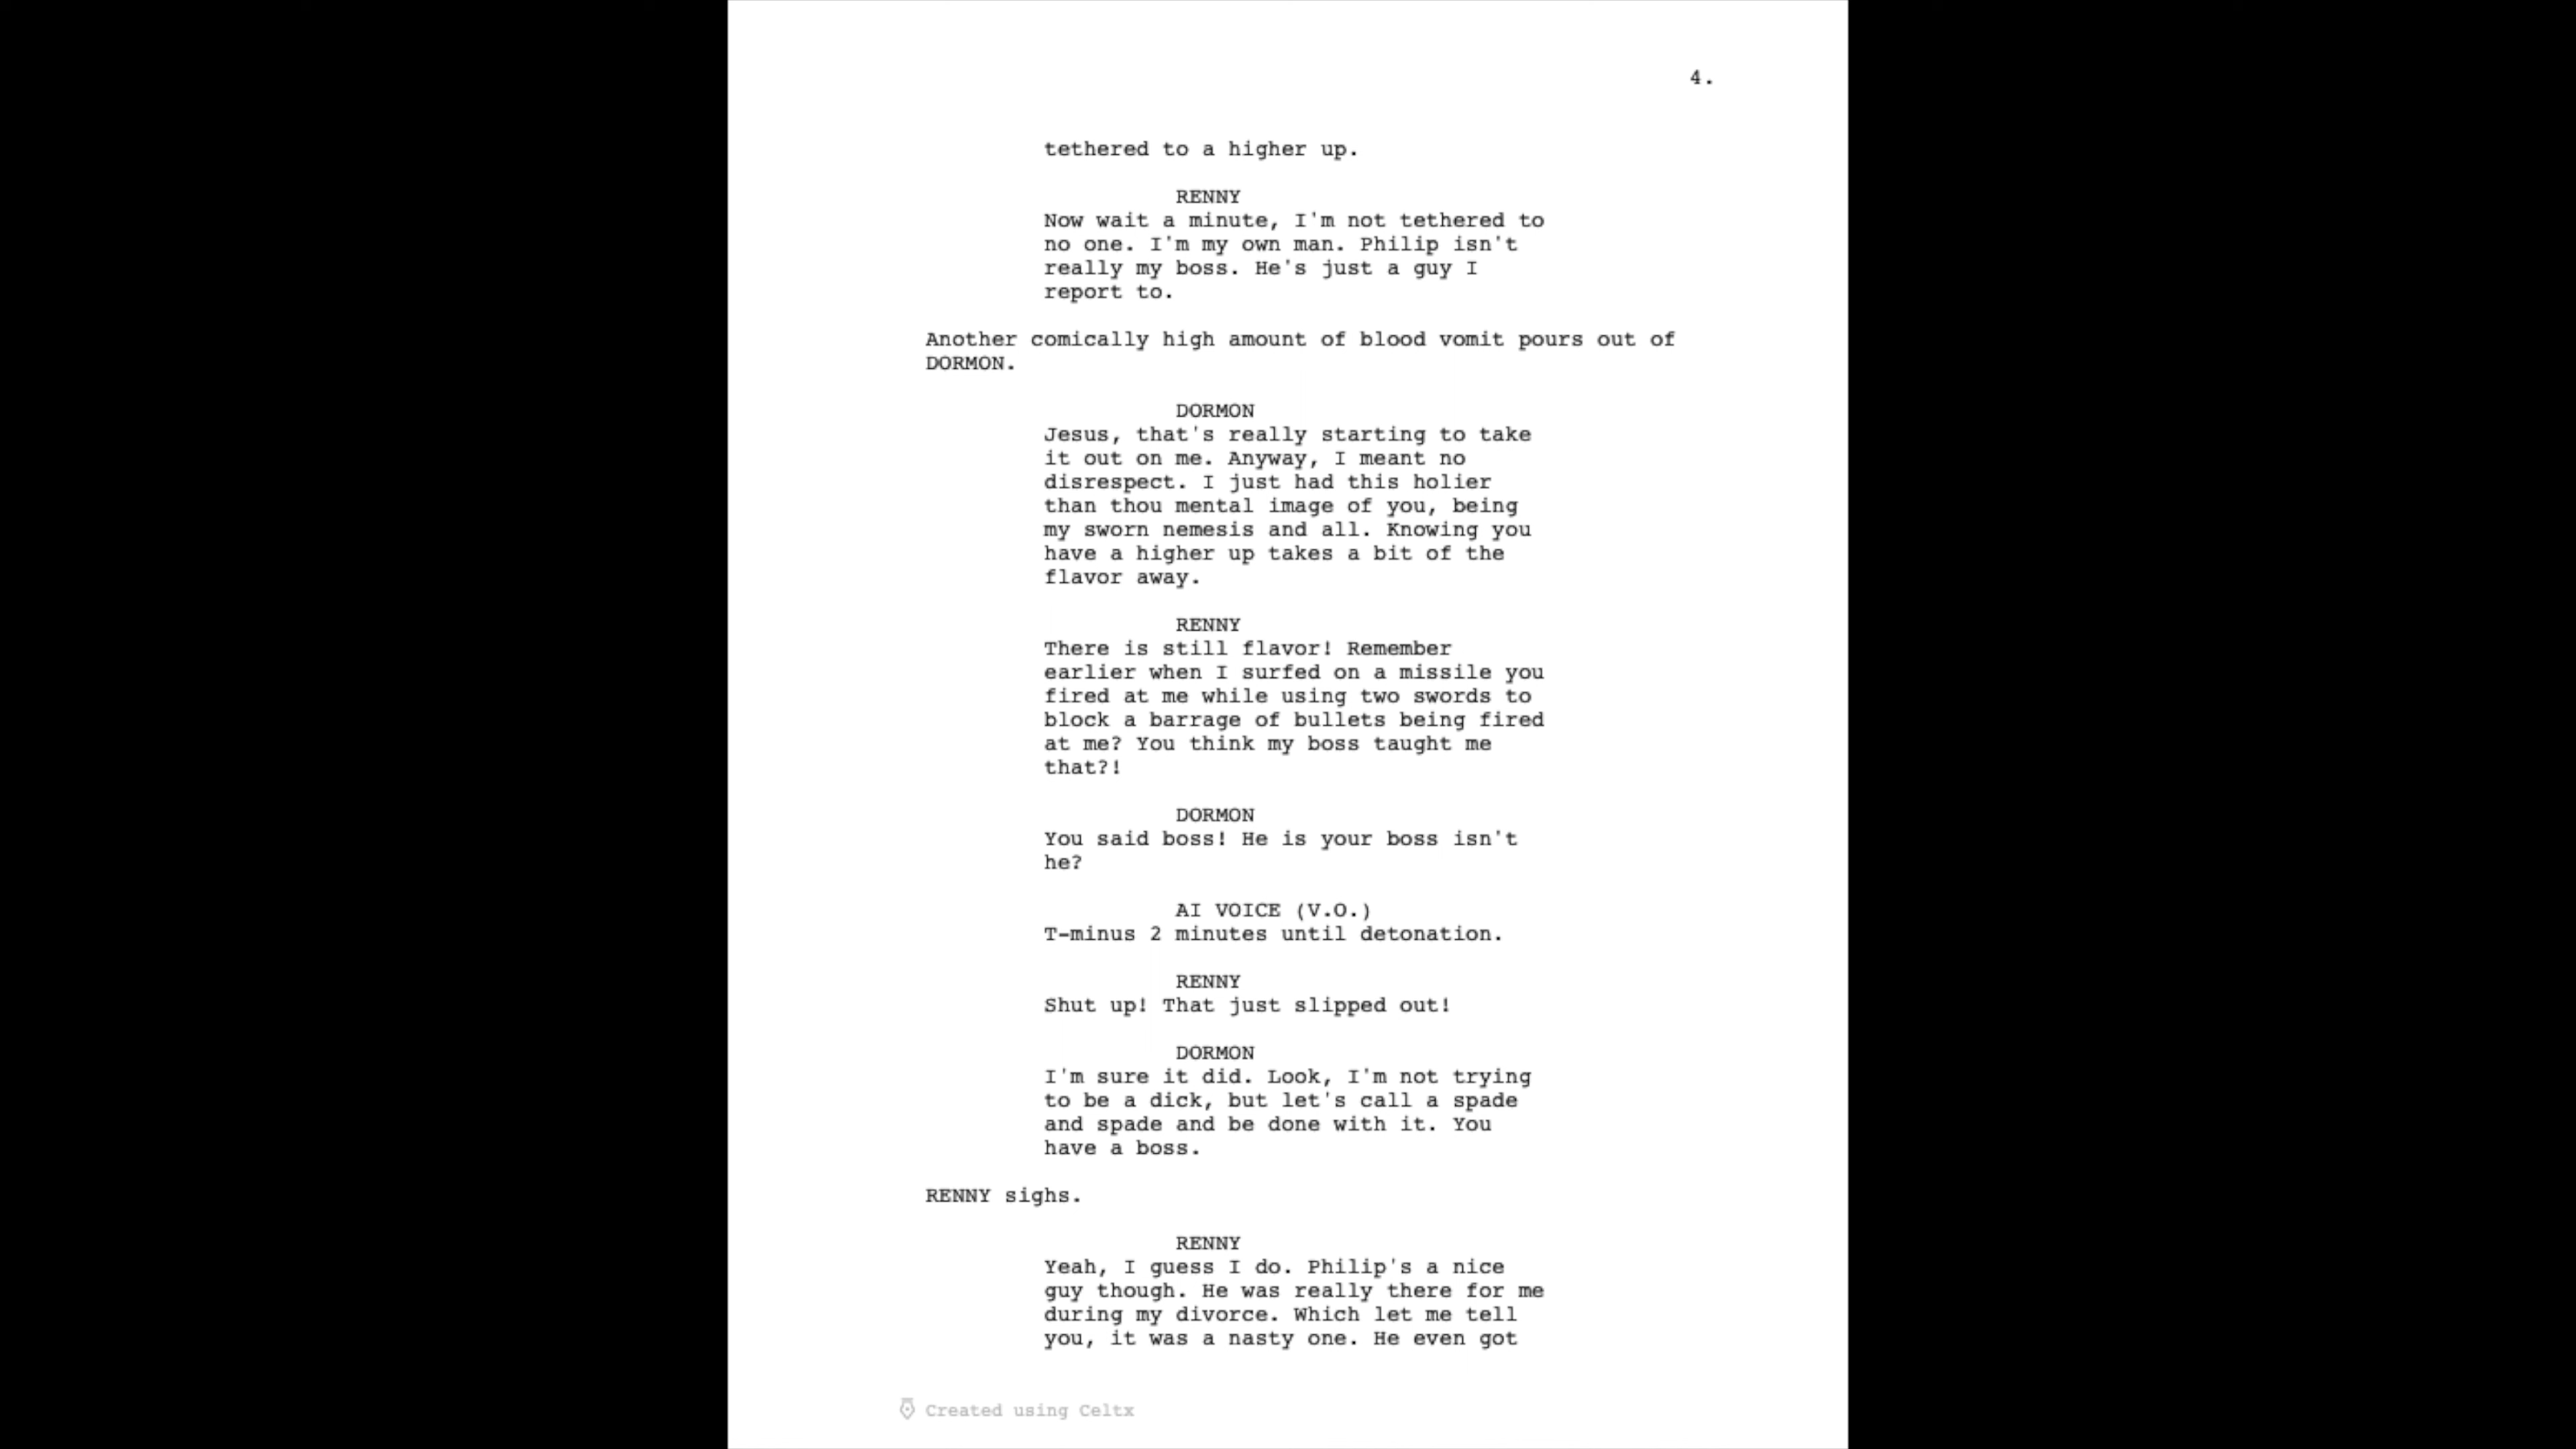 4.
tethered to a higher up.
RENNY
Now wait a minute, I'm not tethered to
no one. I'm my own man. Philip isn't
really my boss. He's just a guy I
report to.
Another comically high amount of blood vomit pours out of
DORMON.
DORMON
Jesus, that's really starting to take
it out on me. Anyway, I meant no
disrespect. I just had this holier
than thou mental image of you, being
my sworn nemesis and all. Knowing you
have a higher up takes a bit of the
flavor away.
RENNY
There is still flavor! Remember
earlier when I surfed on a missile you
fired at me while using two swords to
block a barrage of bullets being fired
at me? You think my boss taught me
that?!
DORMON
You said boss! He is your boss isn't
he?
AI VOICE (V.O.)
T-minus 2 minutes until detonation.
RENNY
Shut up! That just slipped out!
DORMON
I'm sure it did. Look, I'm not trying
to be a dick, but let's call a spade
and spade and be done with it. You
have a boss.
RENNY sighs.
RENNY
Yeah, I guess I do. Philip's a nice
guy though. He was really there for me
during my divorce. Which let me tell
you, it was a nasty one. He even got
Created using Celtx